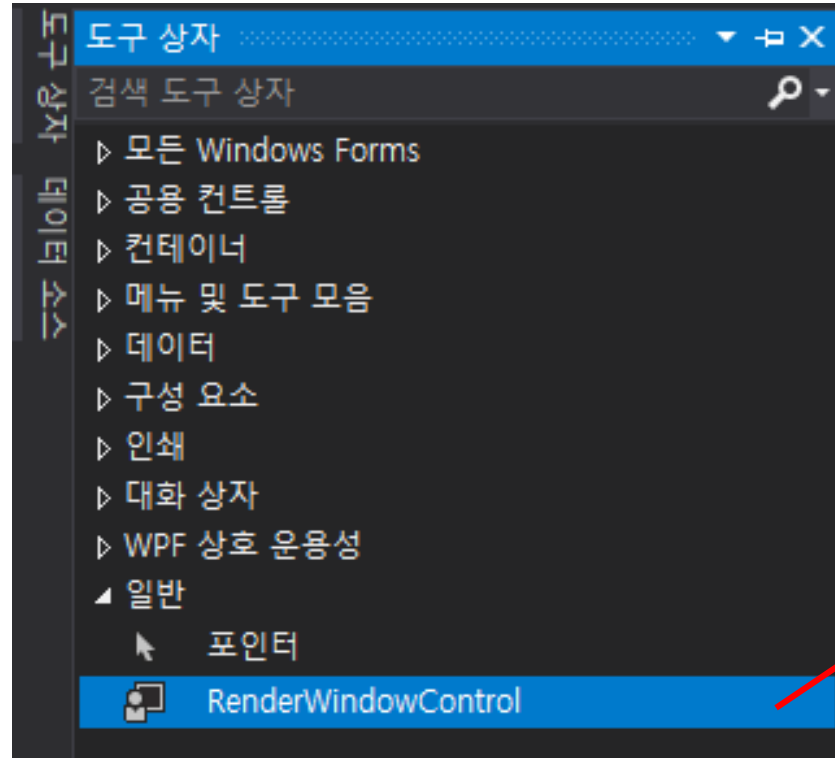 도구 상자
데이터 소스
도구 상자
검색 도구 상자
모든 Windows Forms
공용 컨트롤
컨테이너
메뉴 및 도구 모음
데이터
구성 요소
인쇄
대화 상자
WPF 상호 운용성
일반
포인터
RenderWindowControl